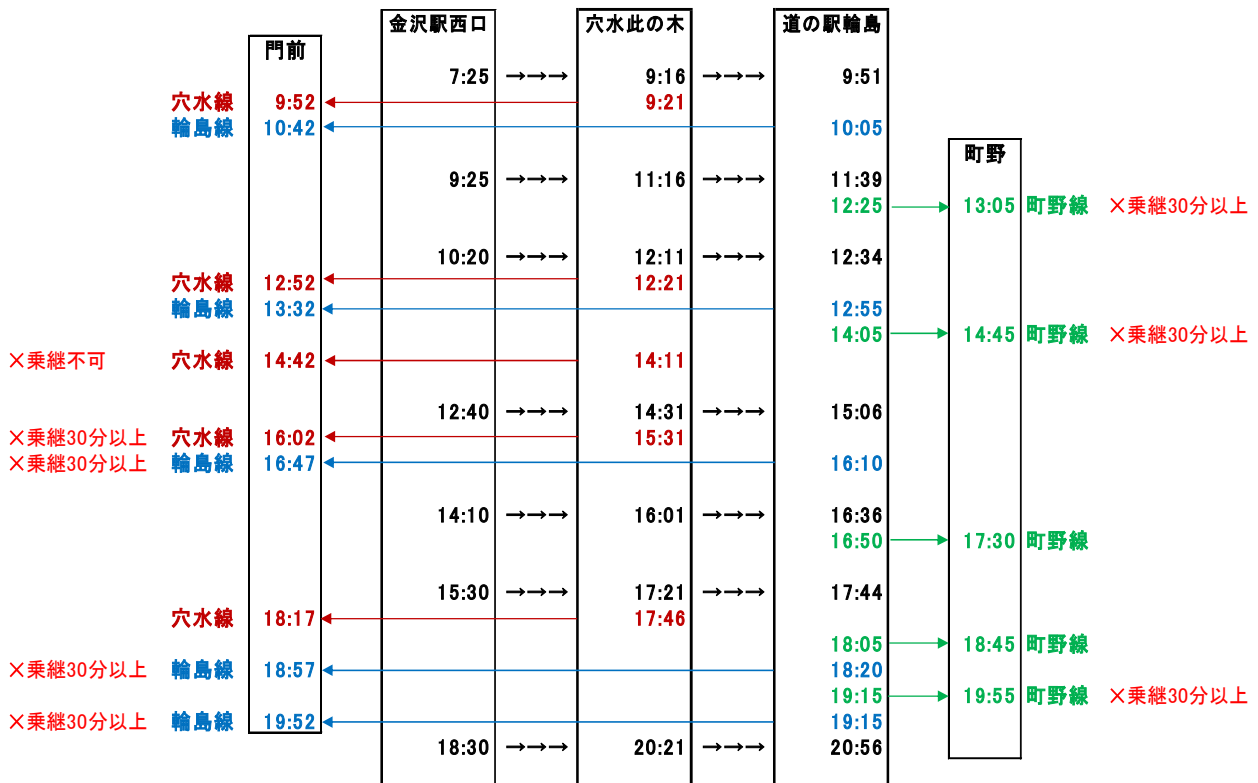 金沢駅西口 穴水此の木 道の駅輪島
門前
7:25 →→→ 9:16 →→→ 9:51
穴水線 9:52 9:21
輪島線 10:42 10:05
町野
9:25 →→→ 11:16 →→→ 11:39
12:25 13:05 町野線 ×乗継30分以上
10:20 →→→ 12:11 →→→ 12:34
穴水線 12:52 12:21
輪島線 13:32 12:55
14:05 14:45 町野線 ×乗継30分以上
×乗継不可 穴水線 14:42 14:11
12:40 →→→ 14:31 →→→ 15:06
×乗継30分以上 穴水線 16:02 15:31
×乗継30分以上 輪島線 16:47 16:10
14:10 →→→ 16:01 →→→ 16:36
16:50 17:30 町野線
15:30 →→→ 17:21 →→→ 17:44
穴水線 18:17 17:46
18:05 18:45 町野線
×乗継30分以上 輪島線 18:57 18:20
19:15 19:55 町野線 ×乗継30分以上
×乗継30分以上 輪島線 19:52 19:15
18:30 →→→ 20:21 →→→ 20:56